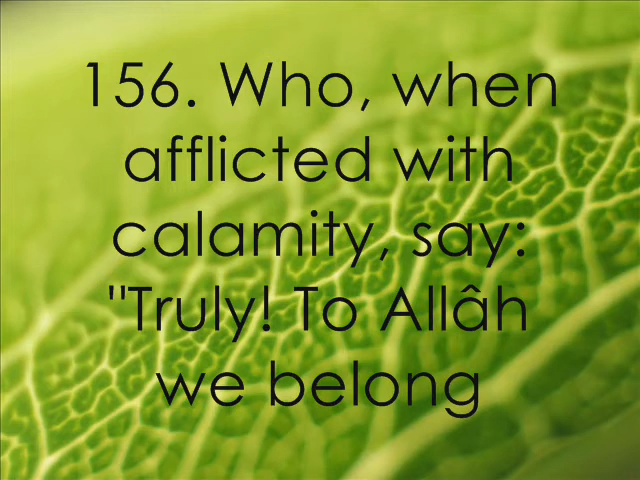 156. Who, when
afflicted with
calamity, say:
"Truly! To Allâh
we belong